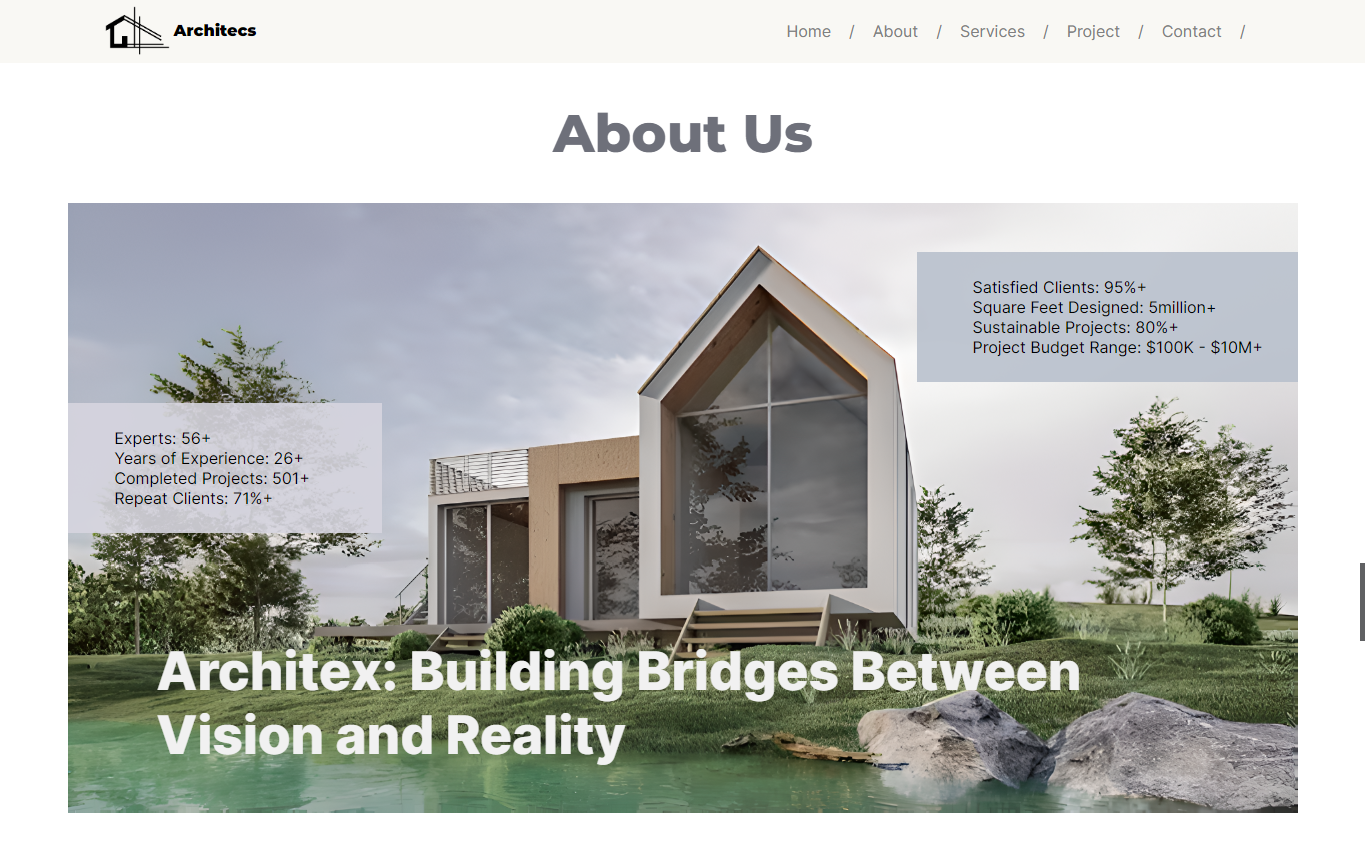 Architecs
Home / About / Services / Project / Contact /
About Us
Satisfied Clients: 95%+
Square Feet Designed: 5million+
Sustainable Projects: 80%+
Project Budget Range: $100K - $10M+
Experts: 56+
Years of Experience: 26+
Completed Projects: 501+
Repeat Clients: 71%+
Architex: Building Bridges Between
Vision and Reality